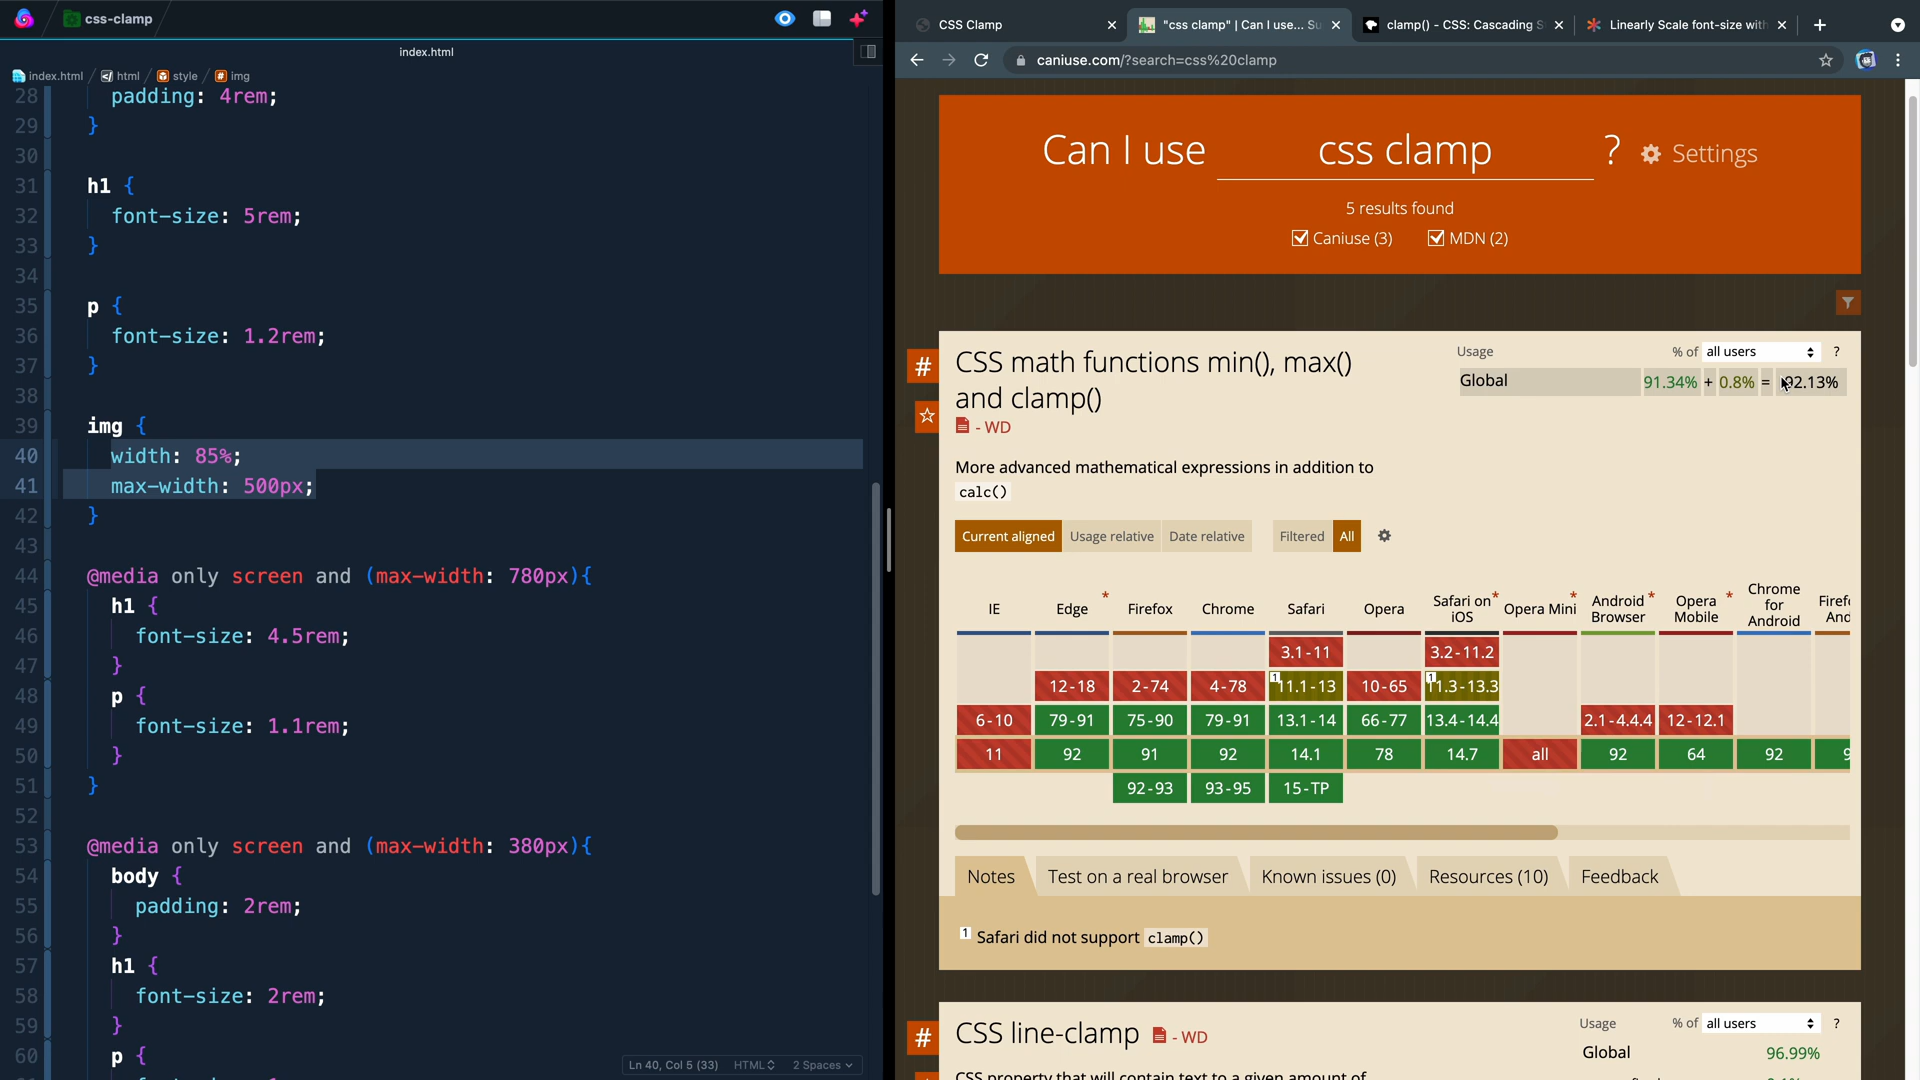 css-clamp
index.html
index.html html style # img
28 padding: 4rem;
29 }
30
31 h1 {
32 font-size: 5rem;
33 }
34
35 p {
36 font-size: 1.2rem;
37 }
38
39 img {
40 width: 85%;
41 max-width: 500px;
42 }
43
44 @media only screen and (max-width: 780px){
45 h1 {
46 font-size: 4.5rem;
47 }
48 p {
49 font-size: 1.1rem;
50 }
51 }
52
53 @media only screen and (max-width: 380px){
54 body {
55 padding: 2rem;
56 }
57 h1 {
58 font-size: 2rem;
59 }
60 p {
Ln 40, Col 5 (33) HTML 2 Spaces
CSS Clamp
"css clamp" | Can I use... Su
clamp() - CSS: Cascading S
Linearly Scale font-size with
caniuse.com/?search=css%20clamp
Can I use css clamp ? Settings
5 results found
Caniuse (3) MDN (2)
# CSS math functions min(), max()
and clamp()
- WD
Usage % of all users ?
Global 91.34% + 0.8% = 92.13%
More advanced mathematical expressions in addition to
calc()
Current aligned Usage relative Date relative Filtered All
IE Edge * Firefox Chrome Safari Opera Safari on iOS * Opera Mini * Android Browser * Opera Mobile * Chrome for Android
3.1-11 3.2-11.2
12-18 2-74 4-78 1 11.1-13 10-65 1 11.3-13.3
6-10 79-91 75-90 79-91 13.1-14 66-77 13.4-14.4 2.1-4.4.4 12-12.1
11 92 91 92 14.1 78 14.7 all 92 64 92 9
92-93 93-95 15-TP
Notes Test on a real browser Known issues (0) Resources (10) Feedback
1 Safari did not support clamp()
# CSS line-clamp - WD
Usage % of all users ?
Global 96.99%
CSS property that will contain text to a given amount of